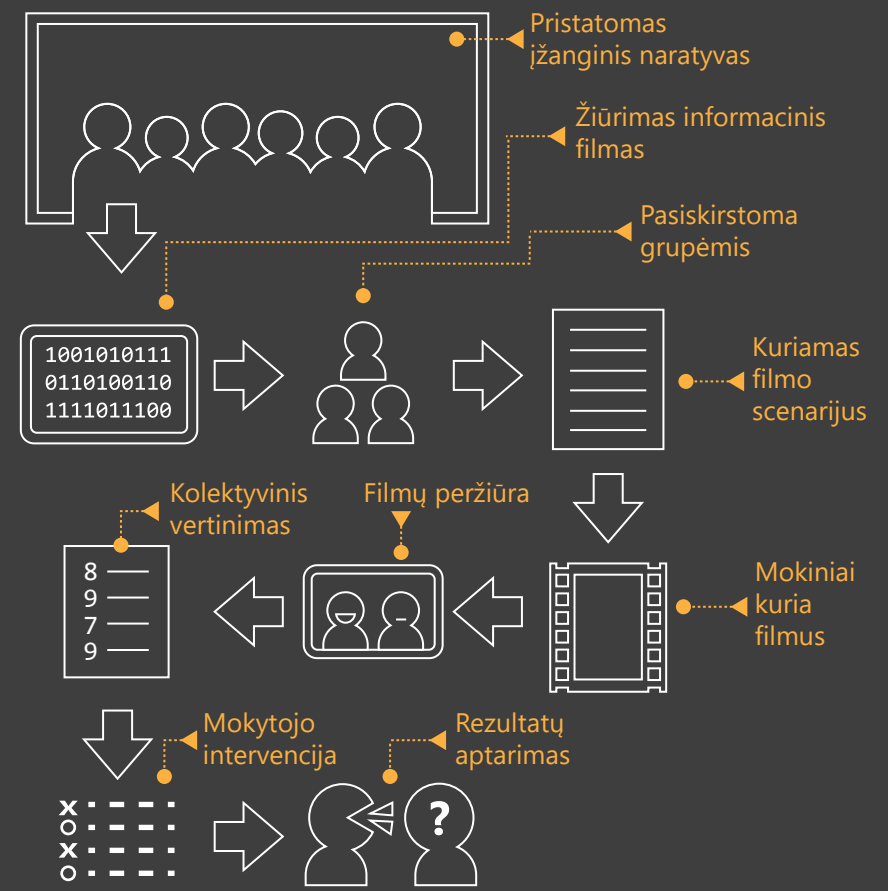 Pristatomas
įžanginis naratyvas
Žiūrimas informacinis
filmas
Pasiskirstoma
grupėmis
1001010111
0110100110
1111011100
Kuriamas
filmo
scenarijus
Kolektyvinis
vertinimas
Filmų peržiūra
8
9
7
9
Mokiniai
kuria
filmus
Mokytojo
intervencija
Rezultatų
aptarimas
x
o
x
o
?